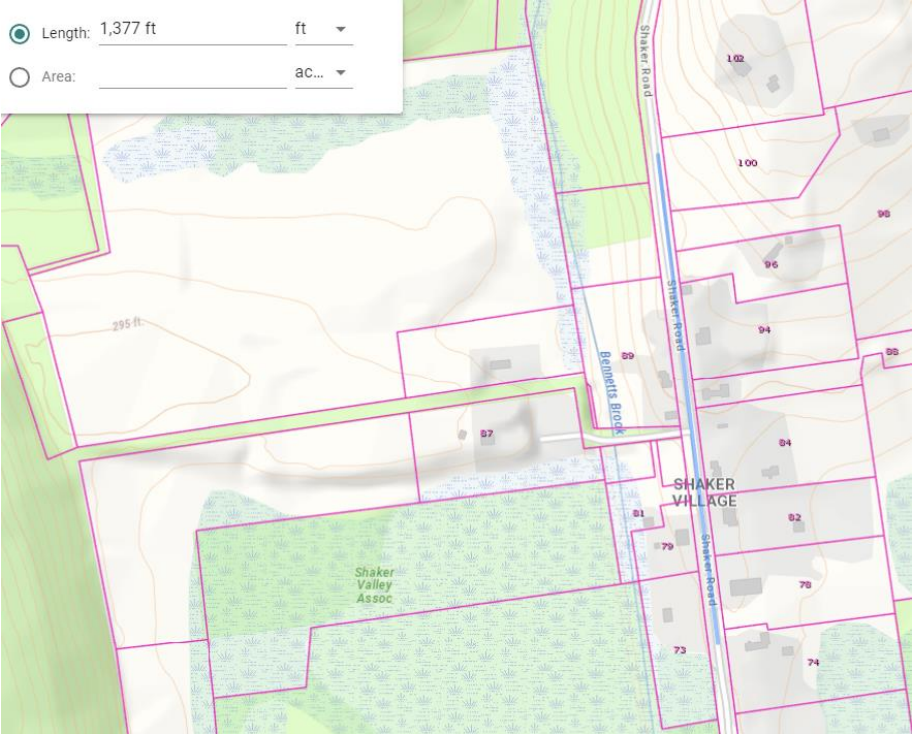 Length: 1,377 ft ft
Area: ac...
Shaker Road
102
100
98
96
295 ft.
Shaker Road
94
89
88
Bennetts Brook
87
84
SHAKER
VILLAGE
81
82
79
Shaker Road
Shaker
Valley
Assoc
78
73
74